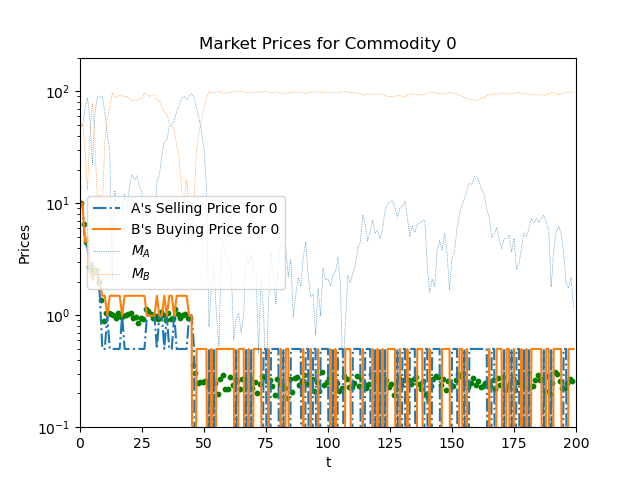 Market Prices for Commodity 0
Prices
10²
10¹
10⁰
10⁻¹
A's Selling Price for 0
B's Buying Price for 0
M_A
M_B
0 25 50 75 100 125 150 175 200
t